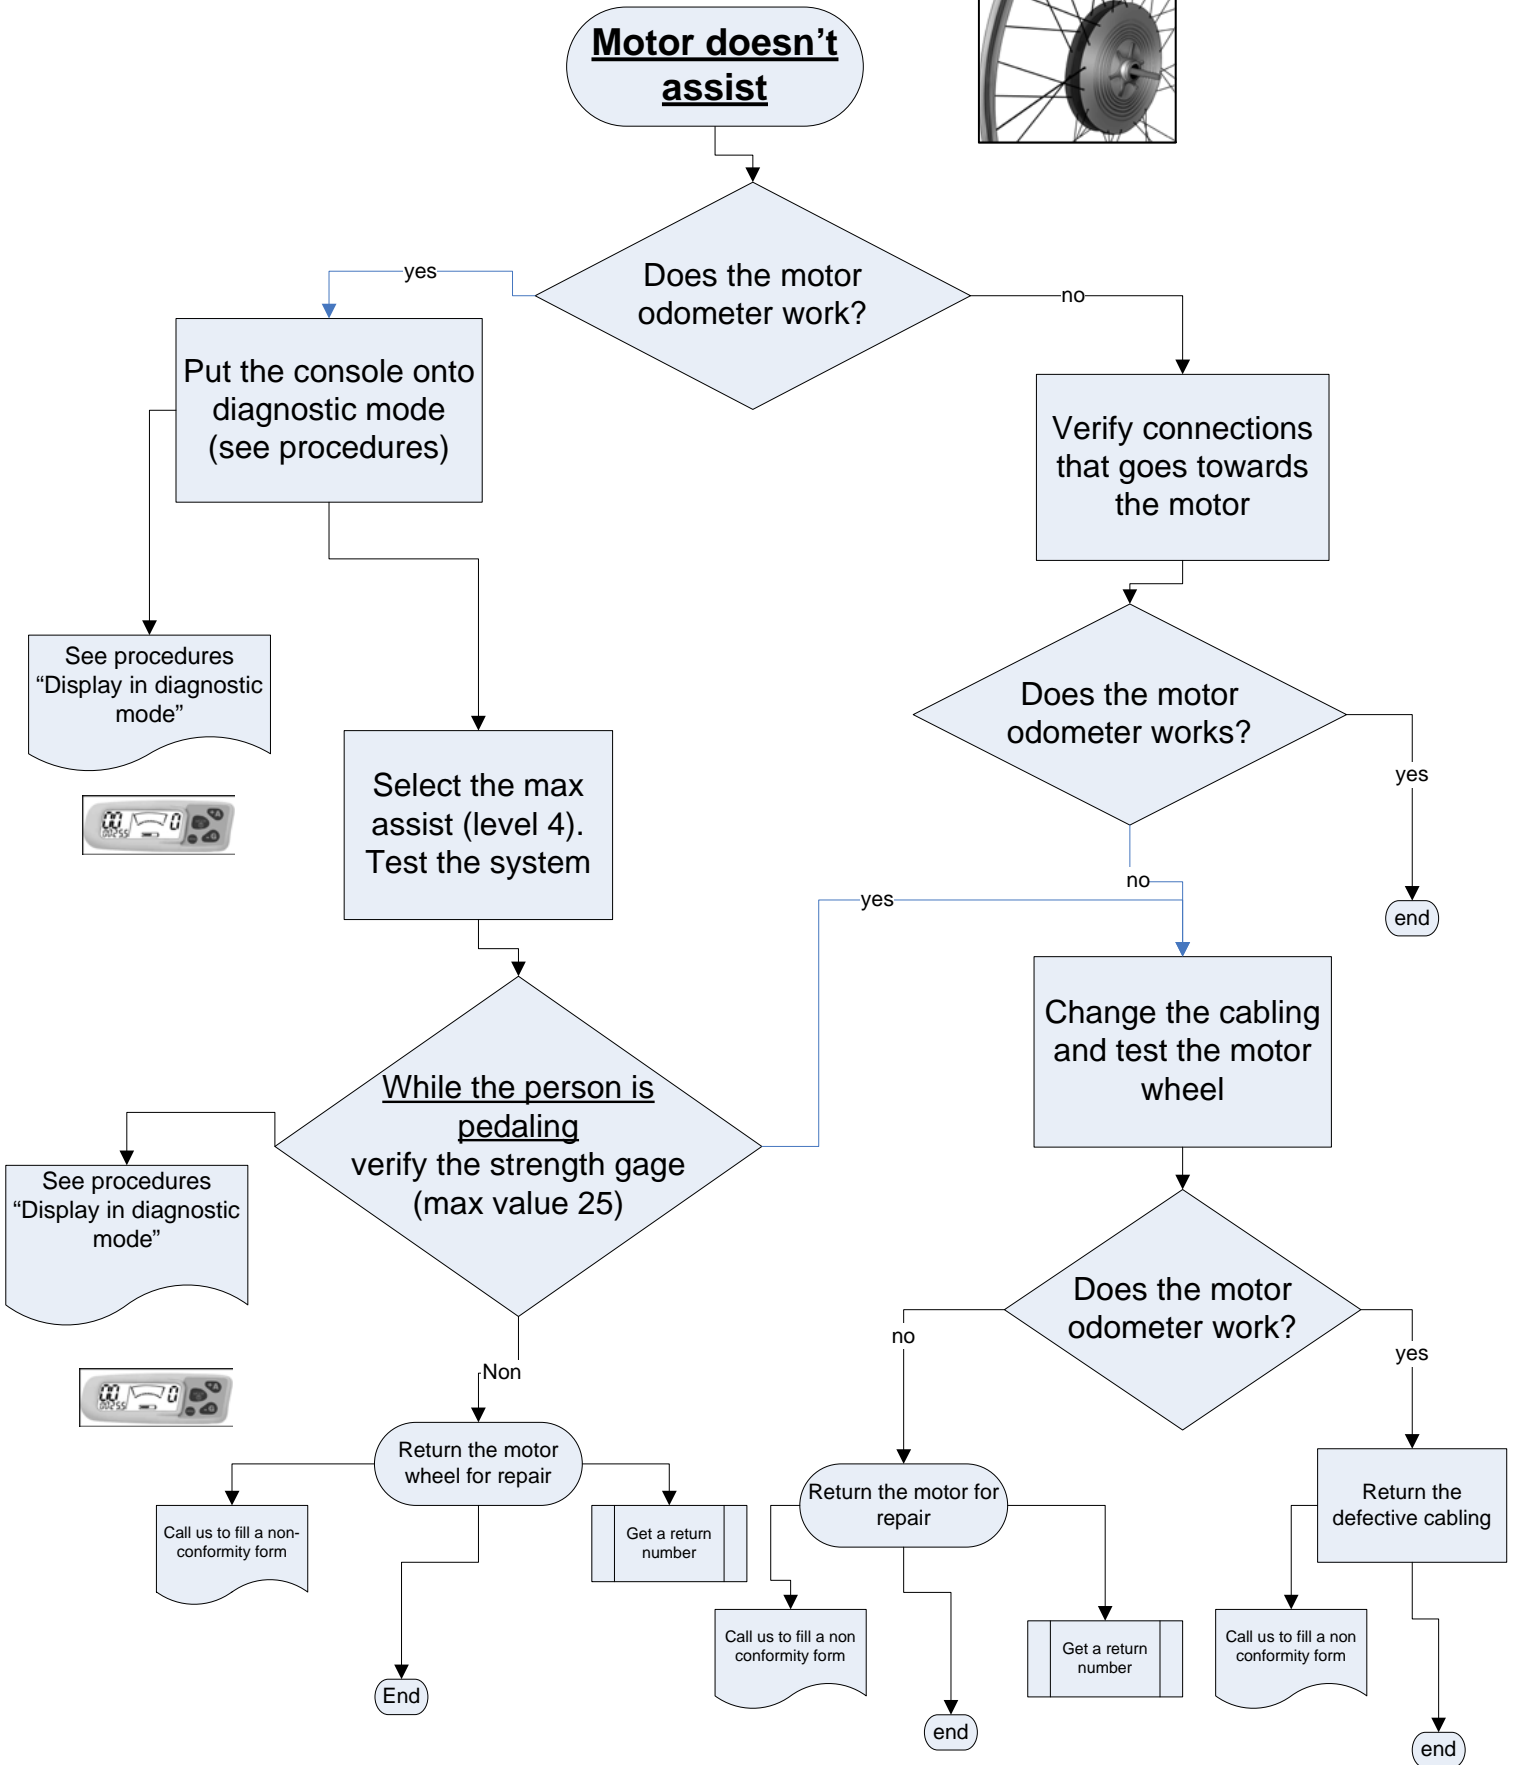 Motor doesn't
assist
Does the motor
odometer work?
yes
no
Put the console onto
diagnostic mode
(see procedures)
Verify connections
that goes towards
the motor
See procedures
“Display in diagnostic
mode”
Does the motor
odometer works?
yes
no
end
Select the max
assist (level 4).
Test the system
yes
While the person is
pedaling
verify the strength gage
(max value 25)
Change the cabling
and test the motor
wheel
See procedures
“Display in diagnostic
mode”
Does the motor
odometer work?
no
yes
Non
Return the motor
wheel for repair
Call us to fill a non-
conformity form
Get a return
number
End
Return the motor for
repair
Call us to fill a non
conformity form
Get a return
number
end
Return the
defective cabling
Call us to fill a non
conformity form
end